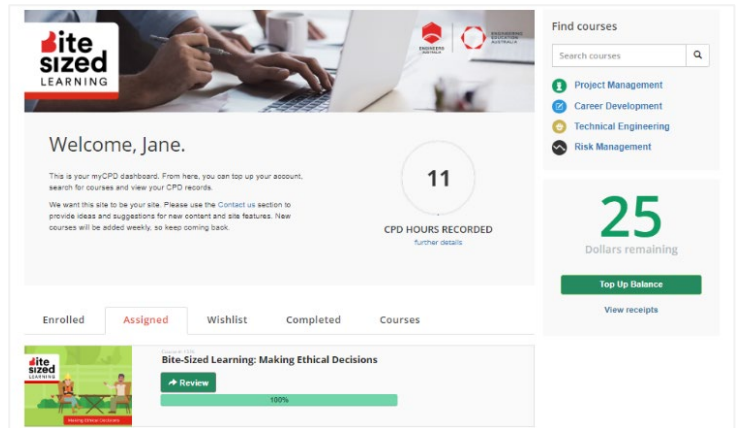 Bite
sized
LEARNING
ENGINEERS
AUSTRALIA
ENGINEERING
EDUCATION
AUSTRALIA
Welcome, Jane.
This is your myCPD dashboard. From here, you can top up your account,
search for courses and view your CPD records.
We want this site to be your site. Please use the Contact us section to
provide ideas and suggestions for new content and site features. New
courses will be added weekly, so keep coming back.
11
CPD HOURS RECORDED
further details
Find courses
Search courses
Project Management
Career Development
Technical Engineering
Risk Management
25
Dollars remaining
Top Up Balance
View receipts
Enrolled
Assigned
Wishlist
Completed
Courses
Bite
sized
LEARNING
Making Ethical Decisions
Bite-Sized Learning: Making Ethical Decisions
Review
100%